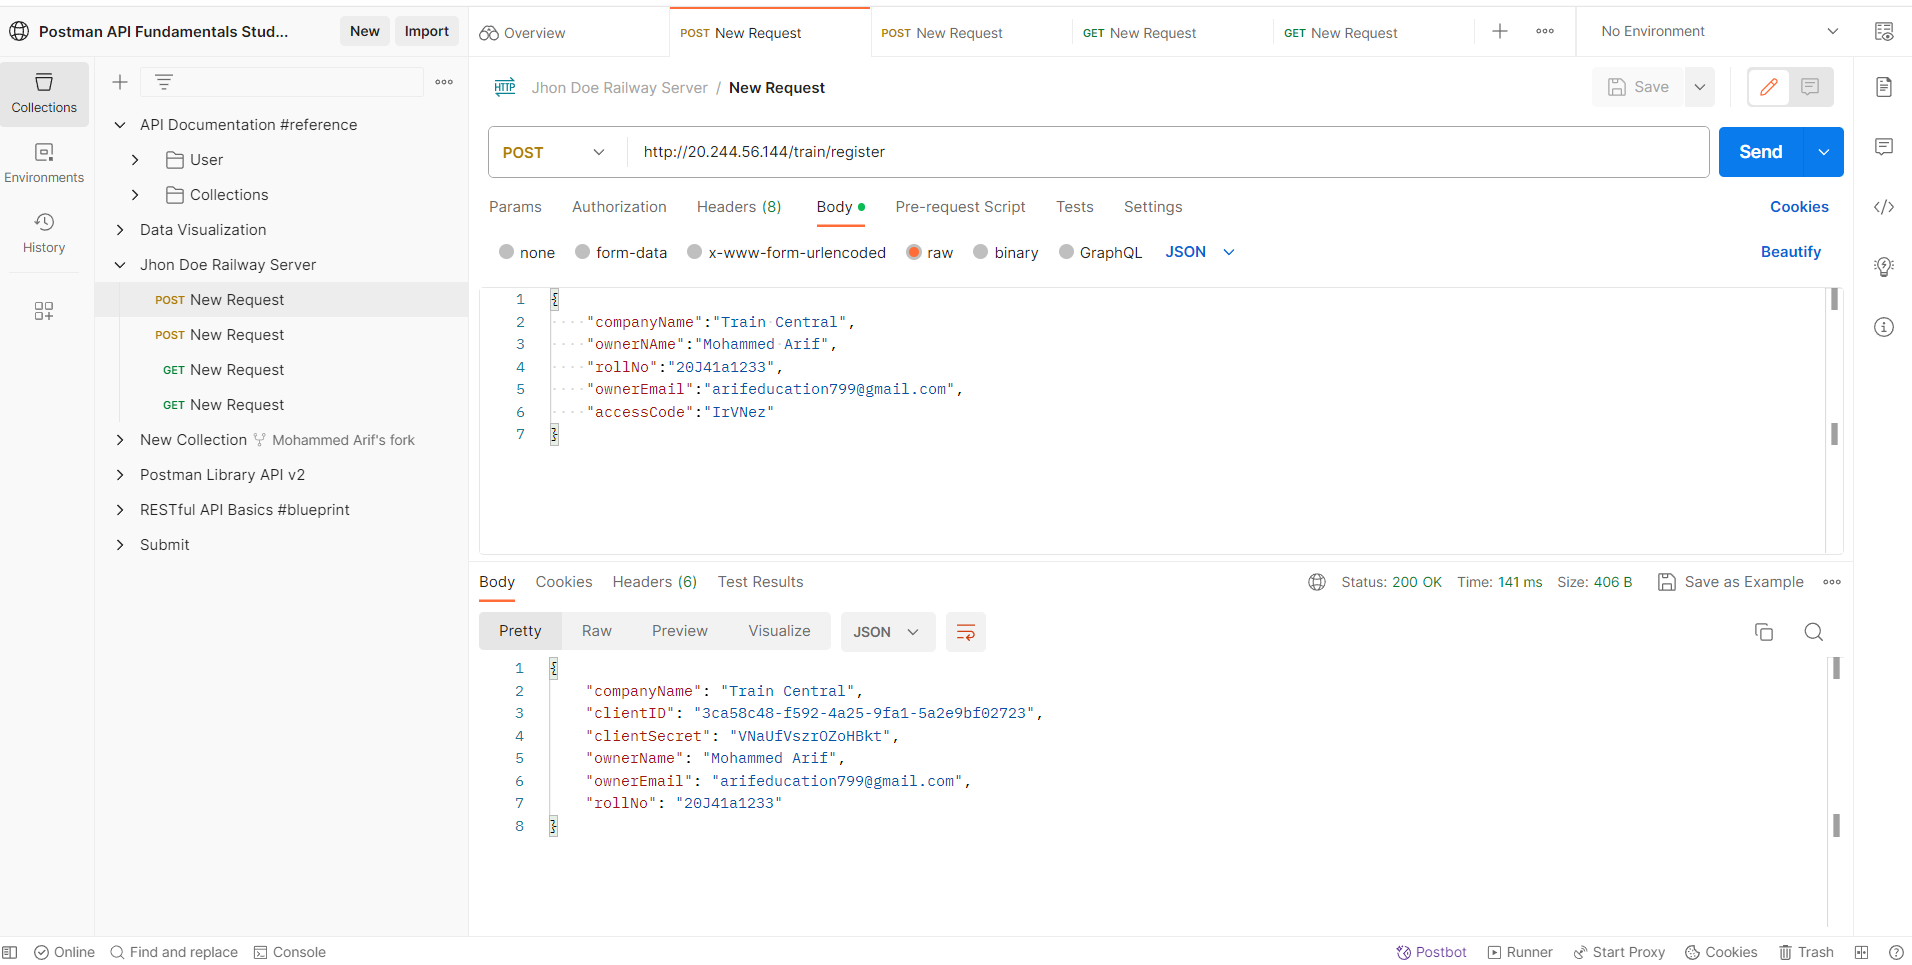 Postman API Fundamentals Stud...
New
Import
Overview
POST New Request
POST New Request
GET New Request
GET New Request
No Environment
Collections
Environments
History
API Documentation #reference
User
Collections
Data Visualization
Jhon Doe Railway Server
POST New Request
POST New Request
GET New Request
GET New Request
New Collection Mohammed Arif's fork
Postman Library API v2
RESTful API Basics #blueprint
Submit
HTTP Jhon Doe Railway Server / New Request
Save
POST http://20.244.56.144/train/register
Send
Params Authorization Headers (8) Body Pre-request Script Tests Settings Cookies
none form-data x-www-form-urlencoded raw binary GraphQL JSON Beautify
1 {
2 "companyName":"Train Central",
3 "ownerNAme":"Mohammed Arif",
4 "rollNo":"20J41a1233",
5 "ownerEmail":"arifeducation799@gmail.com",
6 "accessCode":"IrVNez"
7 }
Body Cookies Headers (6) Test Results Status: 200 OK Time: 141 ms Size: 406 B Save as Example
Pretty Raw Preview Visualize JSON
1 {
2 "companyName": "Train Central",
3 "clientID": "3ca58c48-f592-4a25-9fa1-5a2e9bf02723",
4 "clientSecret": "VNaUfVszrOZoHBkt",
5 "ownerName": "Mohammed Arif",
6 "ownerEmail": "arifeducation799@gmail.com",
7 "rollNo": "20J41a1233"
8 }
Online Find and replace Console Postbot Runner Start Proxy Cookies Trash